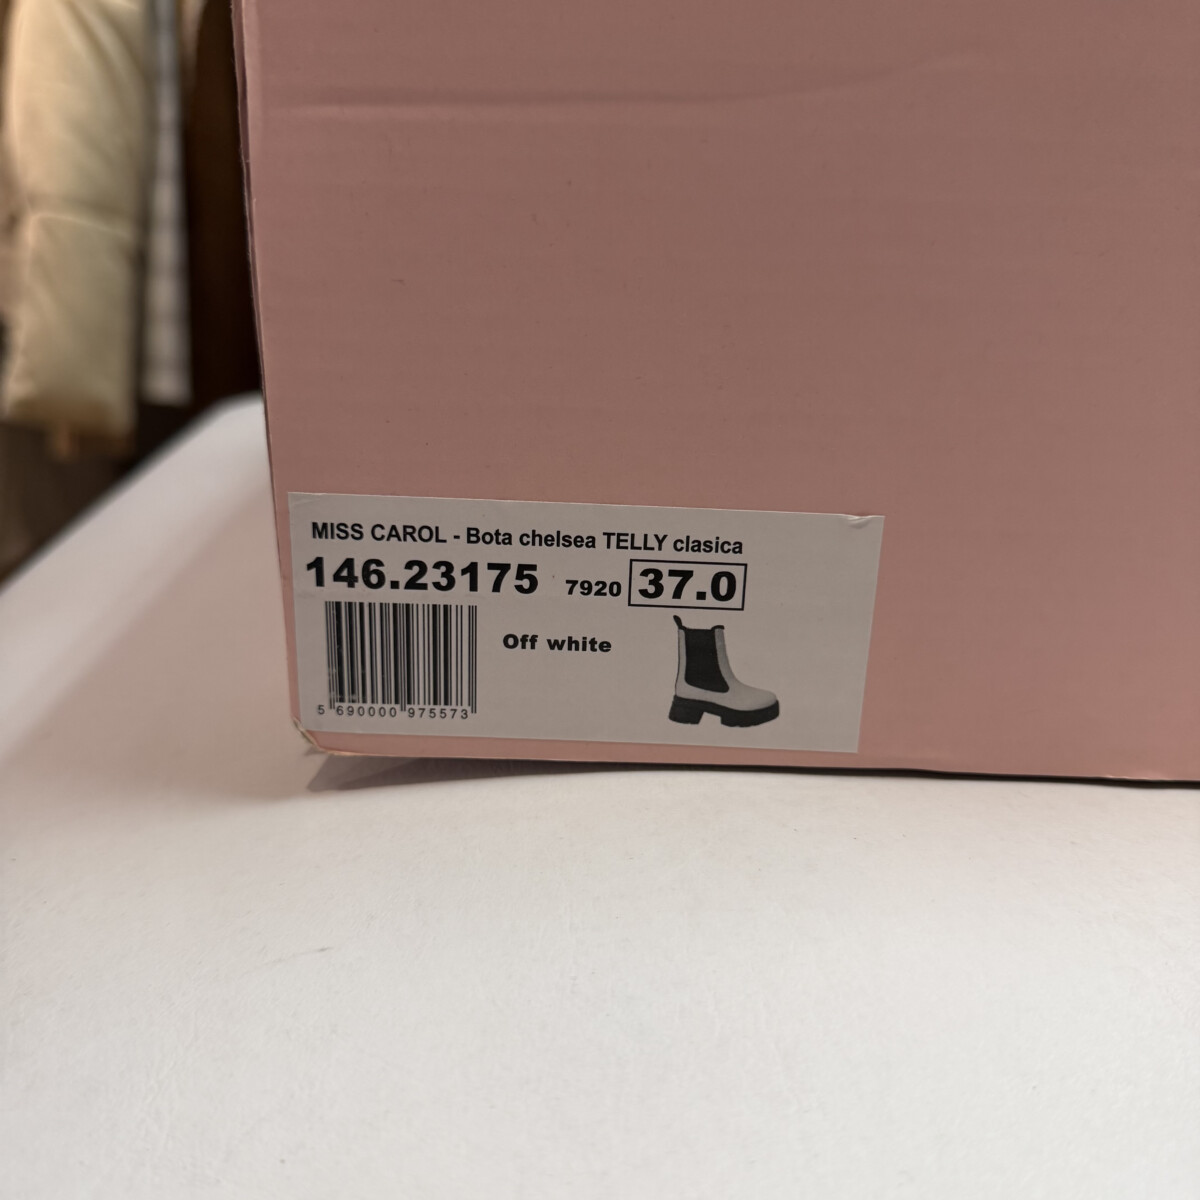 MISS CAROL - Bota chelsea TELLY clasica
146.23175 7920 37.0
Off white
5 690000 975573